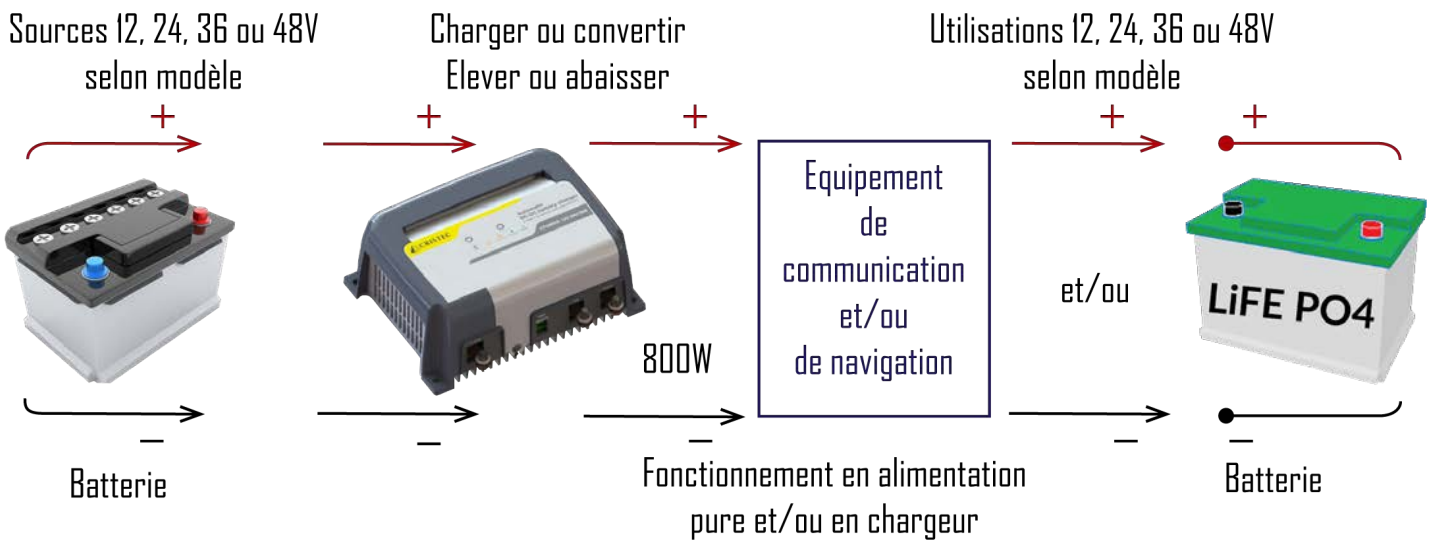 Sources 12, 24, 36 ou 48V
selon modèle
Charger ou convertir
Elever ou abaisser
Utilisations 12, 24, 36 ou 48V
selon modèle
+
+
+
+
+
CRISTEC
Equipement
de
communication
et/ou
de navigation
et/ou
LiFE PO4
800W
–
–
–
–
–
Batterie
Fonctionnement en alimentation
pure et/ou en chargeur
Batterie